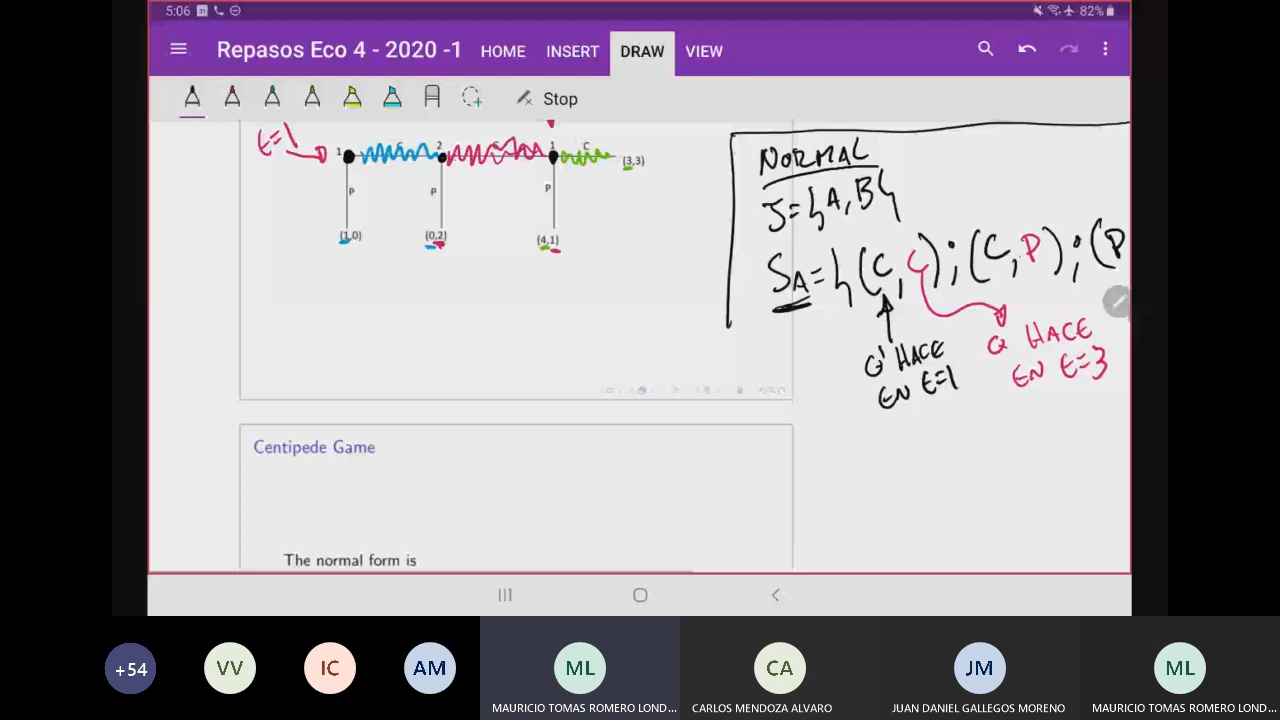 5:06
82%
Repasos Eco 4 - 2020 -1 HOME INSERT DRAW VIEW
Stop
t=1
1 C 2 C 1 C (3,3)
P P P
(1,0) (0,2) (4,1)
NORMAL
J={A,B}
SA={(C,C);(C,P);(P
Q' HACE
EN t=1
Q HACE
EN t=3
Centipede Game
The normal form is
+54 VV IC AM ML CA JM ML
MAURICIO TOMAS ROMERO LOND... CARLOS MENDOZA ALVARO JUAN DANIEL GALLEGOS MORENO MAURICIO TOMAS ROMERO LOND...